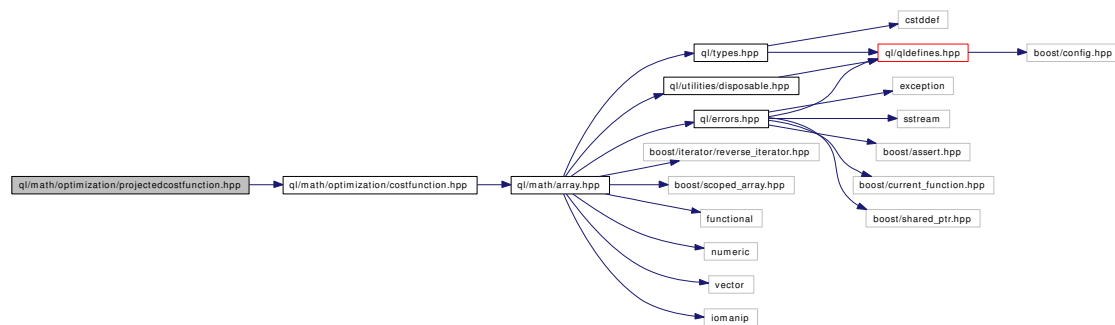 cstddef
ql/types.hpp
ql/qldefines.hpp
boost/config.hpp
ql/utilities/disposable.hpp
exception
ql/errors.hpp
sstream
boost/iterator/reverse_iterator.hpp
boost/assert.hpp
ql/math/optimization/projectedcostfunction.hpp
ql/math/optimization/costfunction.hpp
ql/math/array.hpp
boost/scoped_array.hpp
boost/current_function.hpp
functional
boost/shared_ptr.hpp
numeric
vector
iomanip